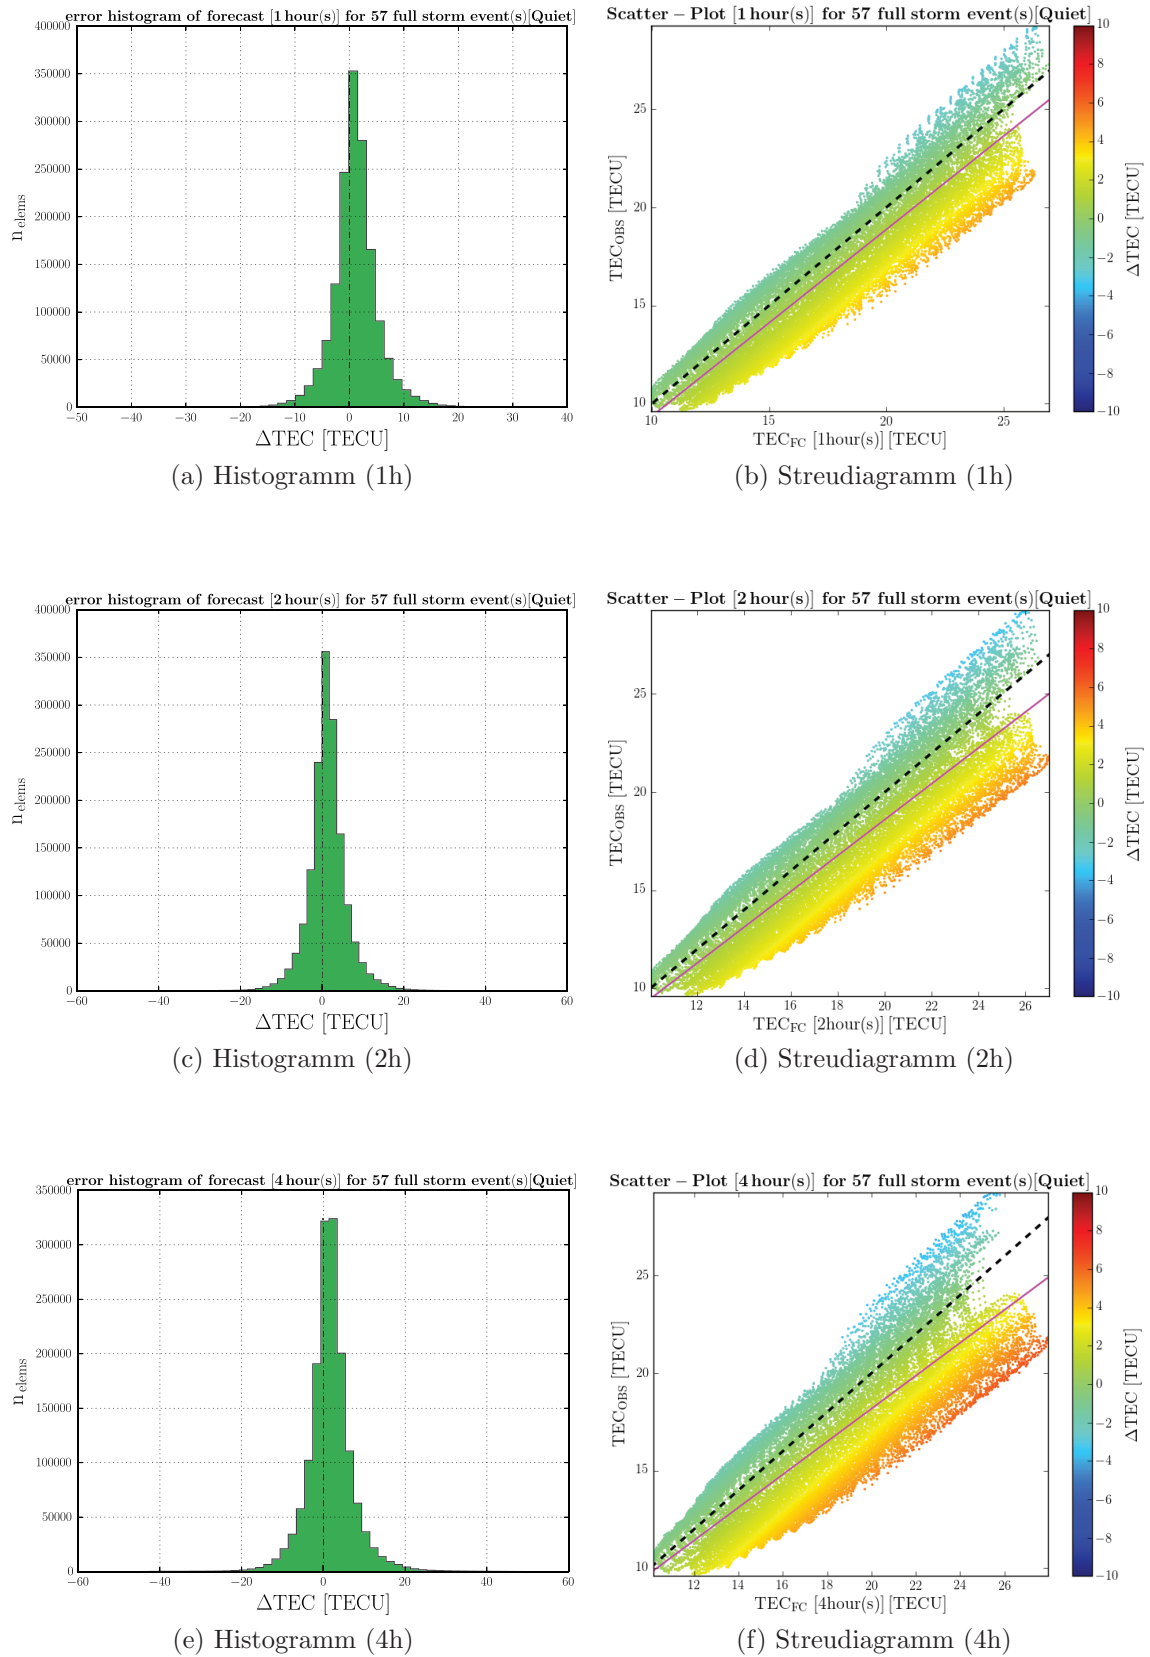 error histogram of forecast [1 hour(s)] for 57 full storm event(s)[Quiet]
400000
350000
300000
250000
200000
150000
100000
50000
0
n elems
−50 −40 −30 −20 −10 0 10 20 30 40
ΔTEC [TECU]
(a) Histogramm (1h)
Scatter − Plot [1 hour(s)] for 57 full storm event(s)[Quiet]
25
20
15
10
TEC_OBS [TECU]
10 15 20 25
TEC_FC [1hour(s)] [TECU]
10
8
6
4
2
0
−2
−4
−6
−8
−10
ΔTEC [TECU]
(b) Streudiagramm (1h)
error histogram of forecast [2 hour(s)] for 57 full storm event(s)[Quiet]
400000
350000
300000
250000
200000
150000
100000
50000
0
n elems
−60 −40 −20 0 20 40 60
ΔTEC [TECU]
(c) Histogramm (2h)
Scatter − Plot [2 hour(s)] for 57 full storm event(s)[Quiet]
25
20
15
10
TEC_OBS [TECU]
12 14 16 18 20 22 24 26
TEC_FC [2hour(s)] [TECU]
10
8
6
4
2
0
−2
−4
−6
−8
−10
ΔTEC [TECU]
(d) Streudiagramm (2h)
error histogram of forecast [4 hour(s)] for 57 full storm event(s)[Quiet]
350000
300000
250000
200000
150000
100000
50000
0
n elems
−60 −40 −20 0 20 40 60
ΔTEC [TECU]
(e) Histogramm (4h)
Scatter − Plot [4 hour(s)] for 57 full storm event(s)[Quiet]
25
20
15
10
TEC_OBS [TECU]
12 14 16 18 20 22 24 26
TEC_FC [4hour(s)] [TECU]
10
8
6
4
2
0
−2
−4
−6
−8
−10
ΔTEC [TECU]
(f) Streudiagramm (4h)